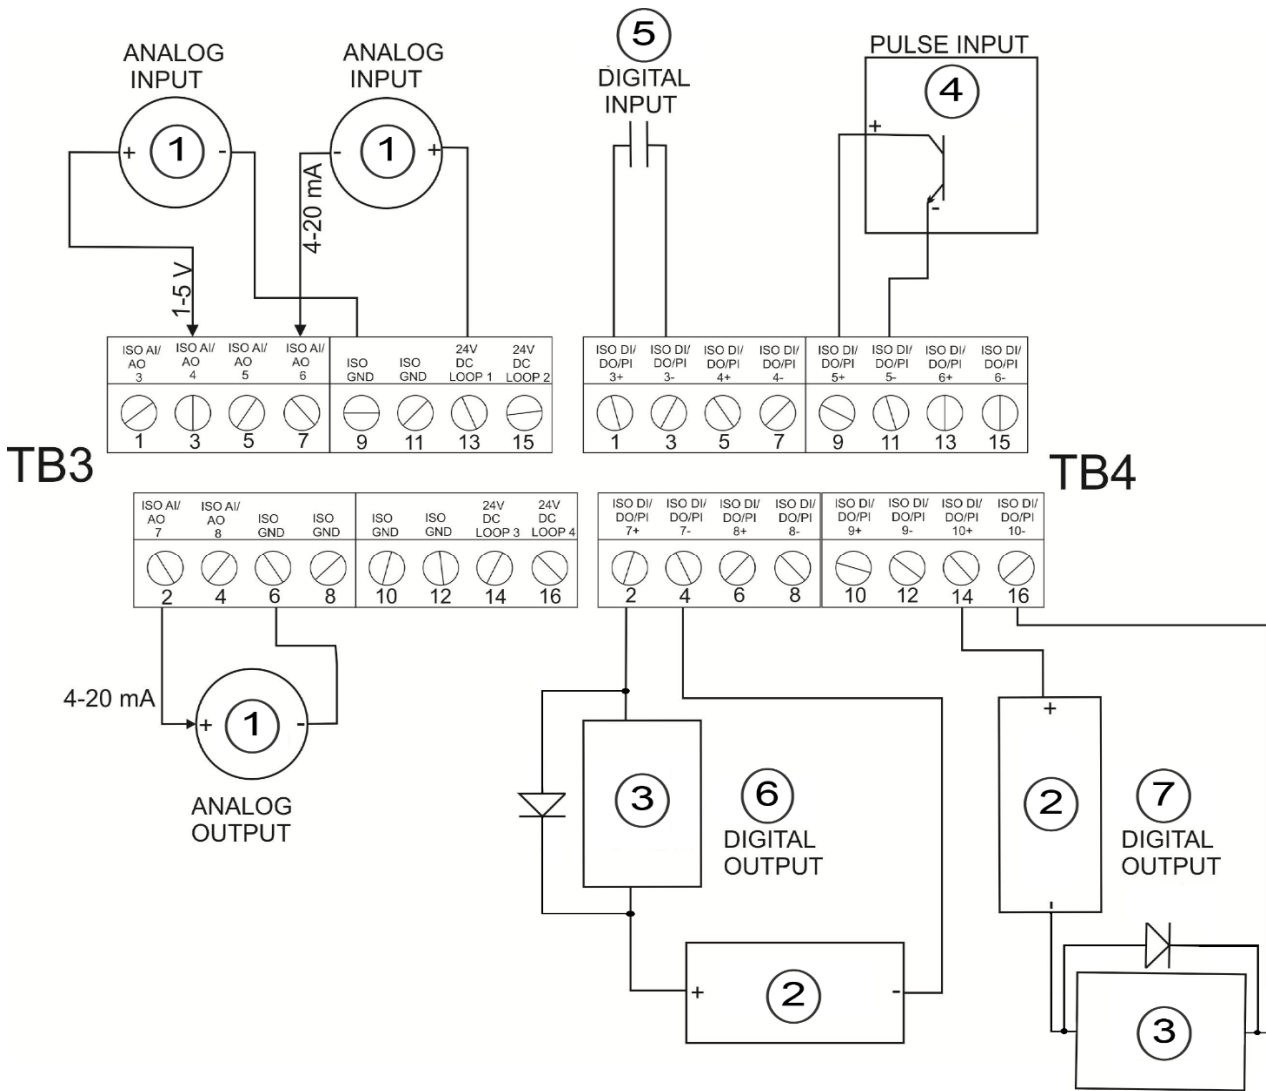 ANALOG
INPUT
1
+
-
1-5 V
ANALOG
INPUT
1
-
+
4-20 mA
5
DIGITAL
INPUT
PULSE INPUT
4
+
-
TB3
ISO AI/
AO
3
1
ISO AI/
AO
4
3
ISO AI/
AO
5
5
ISO AI/
AO
6
7
ISO
GND
9
ISO
GND
11
24V
DC
LOOP 1
13
24V
DC
LOOP 2
15
ISO DI/
DO/PI
3+
1
ISO DI/
DO/PI
3-
3
ISO DI/
DO/PI
4+
5
ISO DI/
DO/PI
4-
7
ISO DI/
DO/PI
5+
9
ISO DI/
DO/PI
5-
11
ISO DI/
DO/PI
6+
13
ISO DI/
DO/PI
6-
15
TB4
ISO AI/
AO
7
2
ISO AI/
AO
8
4
ISO
GND
6
ISO
GND
8
ISO
GND
10
ISO
GND
12
24V
DC
LOOP 3
14
24V
DC
LOOP 4
16
ISO DI/
DO/PI
7+
2
ISO DI/
DO/PI
7-
4
ISO DI/
DO/PI
8+
6
ISO DI/
DO/PI
8-
8
ISO DI/
DO/PI
9+
10
ISO DI/
DO/PI
9-
12
ISO DI/
DO/PI
10+
14
ISO DI/
DO/PI
10-
16
4-20 mA
+
1
-
ANALOG
OUTPUT
3
6
DIGITAL
OUTPUT
+
2
-
+
2
-
7
DIGITAL
OUTPUT
3